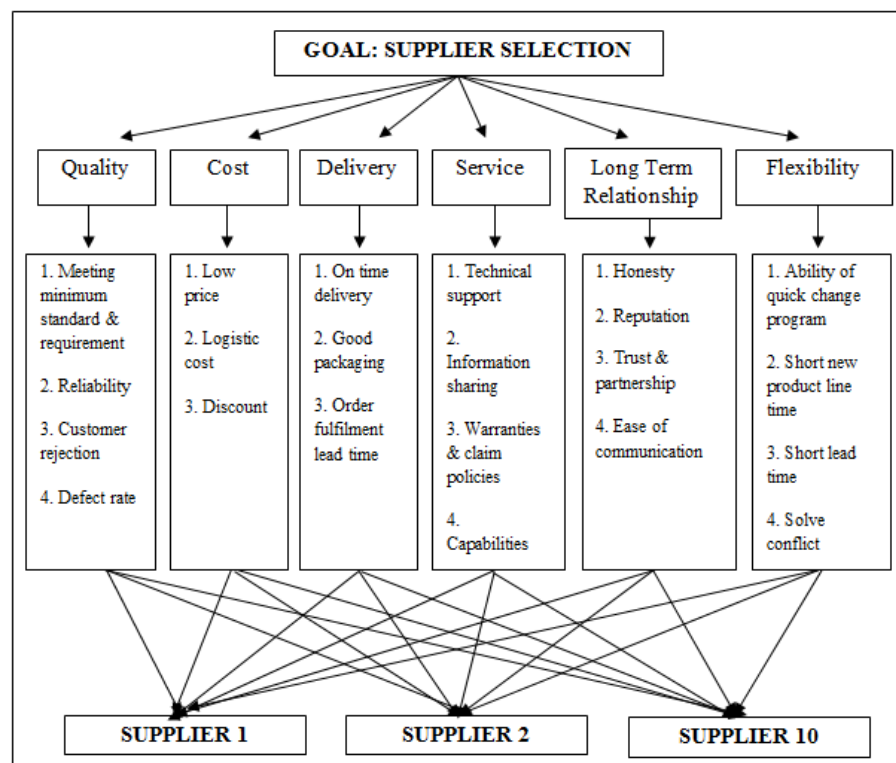 GOAL: SUPPLIER SELECTION
Quality
Cost
Delivery
Service
Long Term
Relationship
Flexibility
1. Meeting
minimum
standard &
requirement
2. Reliability
3. Customer
rejection
4. Defect rate
1. Low
price
2. Logistic
cost
3. Discount
1. On time
delivery
2. Good
packaging
3. Order
fulfilment
lead time
1. Technical
support
2.
Information
sharing
3. Warranties
& claim
policies
4.
Capabilities
1. Honesty
2. Reputation
3. Trust &
partnership
4. Ease of
communication
1. Ability of
quick change
program
2. Short new
product line
time
3. Short lead
time
4. Solve
conflict
SUPPLIER 1
SUPPLIER 2
SUPPLIER 10